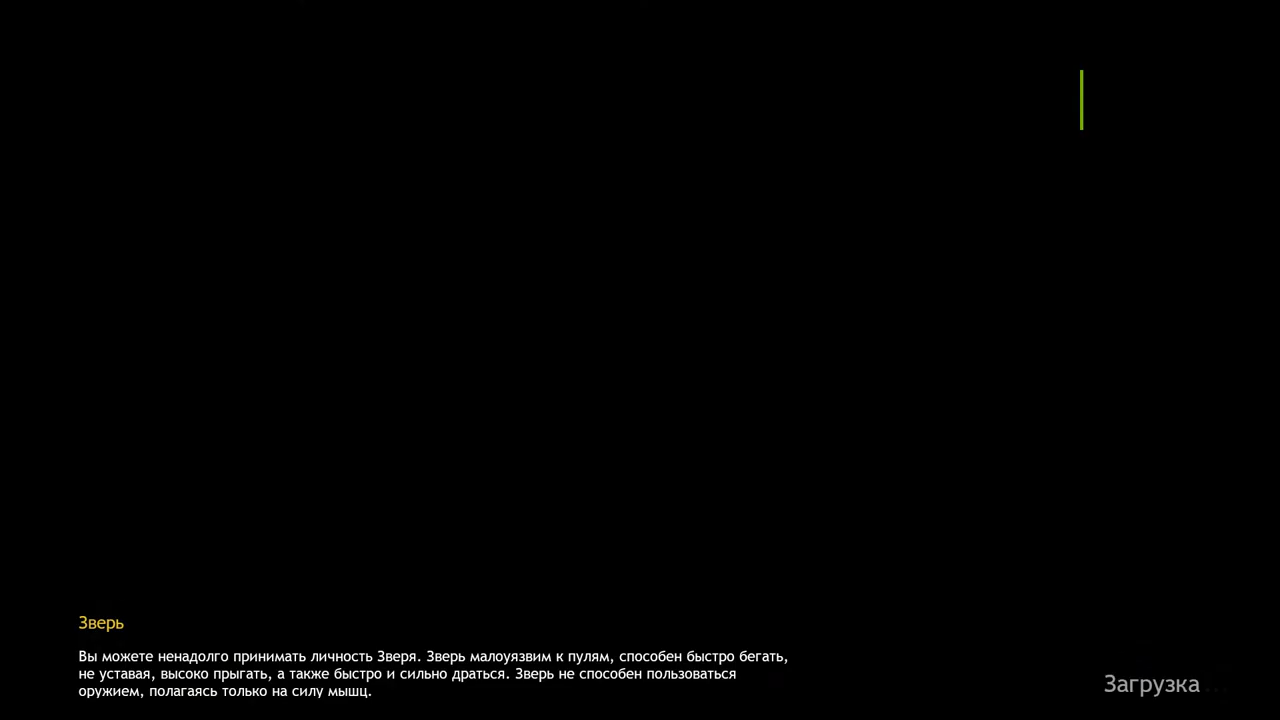 Зверь
Вы можете ненадолго принимать личность Зверя. Зверь малоуязвим к пулям, способен быстро бегать,
не уставая, высоко прыгать, а также быстро и сильно драться. Зверь не способен пользоваться
оружием, полагаясь только на силу мышц.
Загрузка...